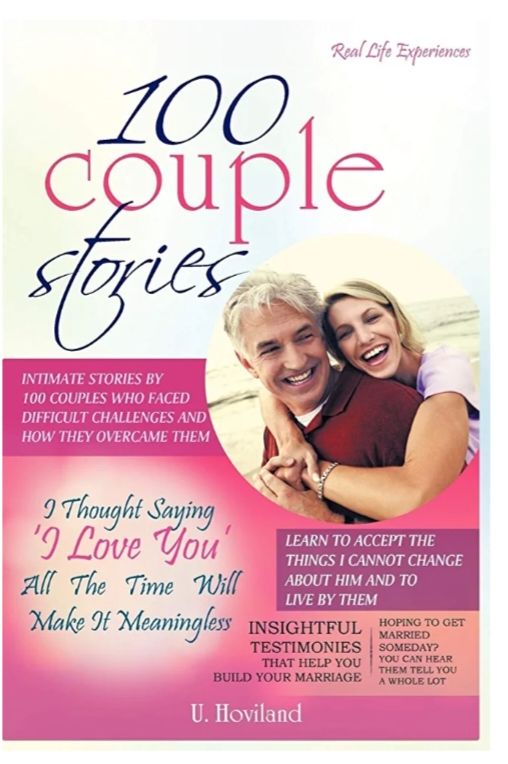 Real Life Experiences
100
couple
stories
INTIMATE STORIES BY
100 COUPLES WHO FACED
DIFFICULT CHALLENGES AND
HOW THEY OVERCAME THEM
I Thought Saying
'I Love You'
All The Time Will
Make It Meaningless
LEARN TO ACCEPT THE
THINGS I CANNOT CHANGE
ABOUT HIM AND TO
LIVE BY THEM
INSIGHTFUL
TESTIMONIES
THAT HELP YOU
BUILD YOUR MARRIAGE
HOPING TO GET
MARRIED
SOMEDAY?
YOU CAN HEAR
THEM TELL YOU
A WHOLE LOT
U. Hoviland